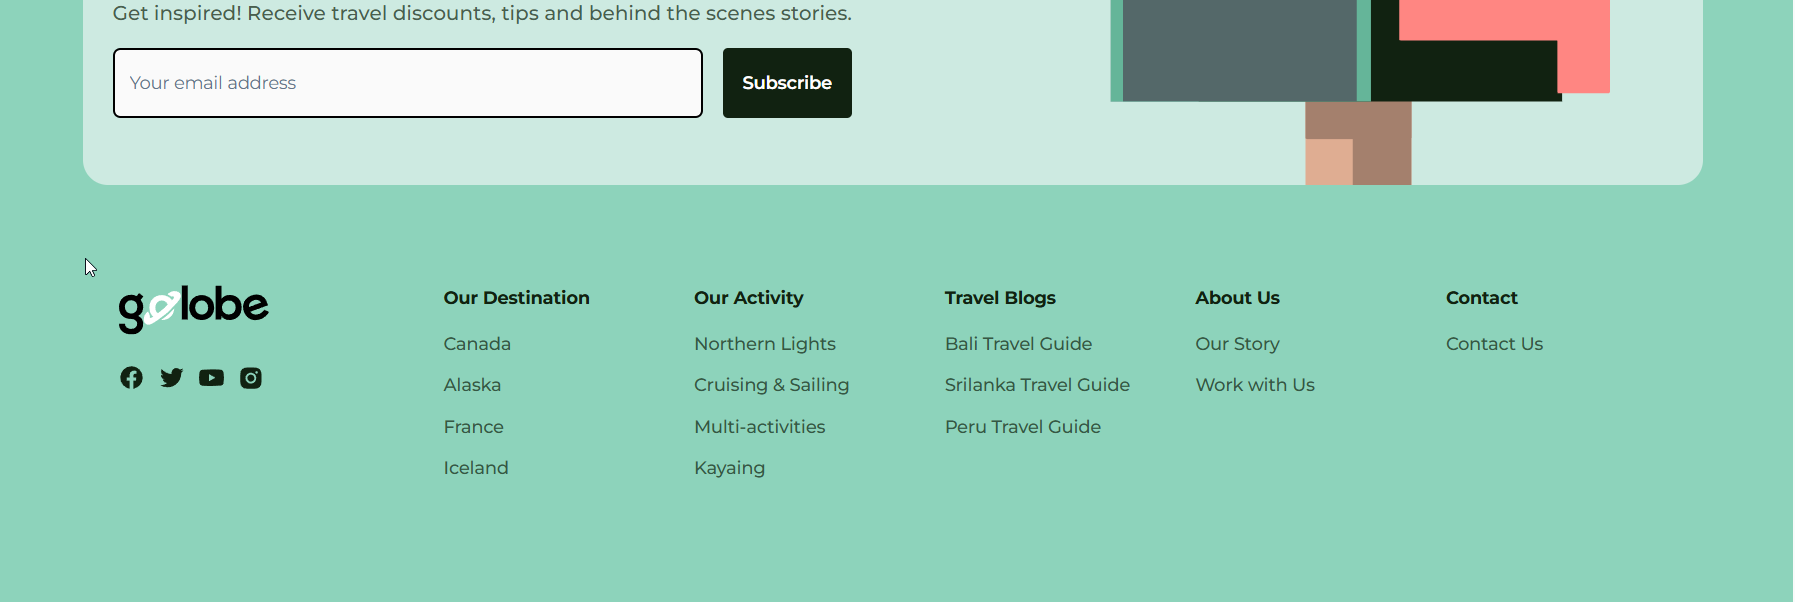 Get inspired! Receive travel discounts, tips and behind the scenes stories.
Your email address
Subscribe
golobe
Our Destination
Canada
Alaska
France
Iceland
Our Activity
Northern Lights
Cruising & Sailing
Multi-activities
Kayaing
Travel Blogs
Bali Travel Guide
Srilanka Travel Guide
Peru Travel Guide
About Us
Our Story
Work with Us
Contact
Contact Us